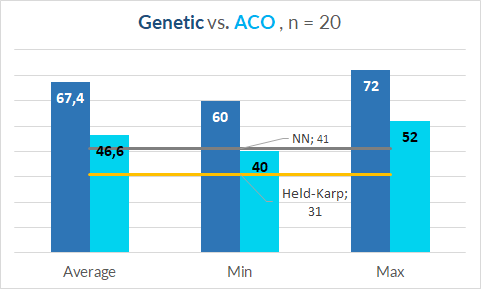 Genetic vs. ACO , n = 20
67,4
46,6
60
40
72
52
NN; 41
Held-Karp;
31
Average
Min
Max